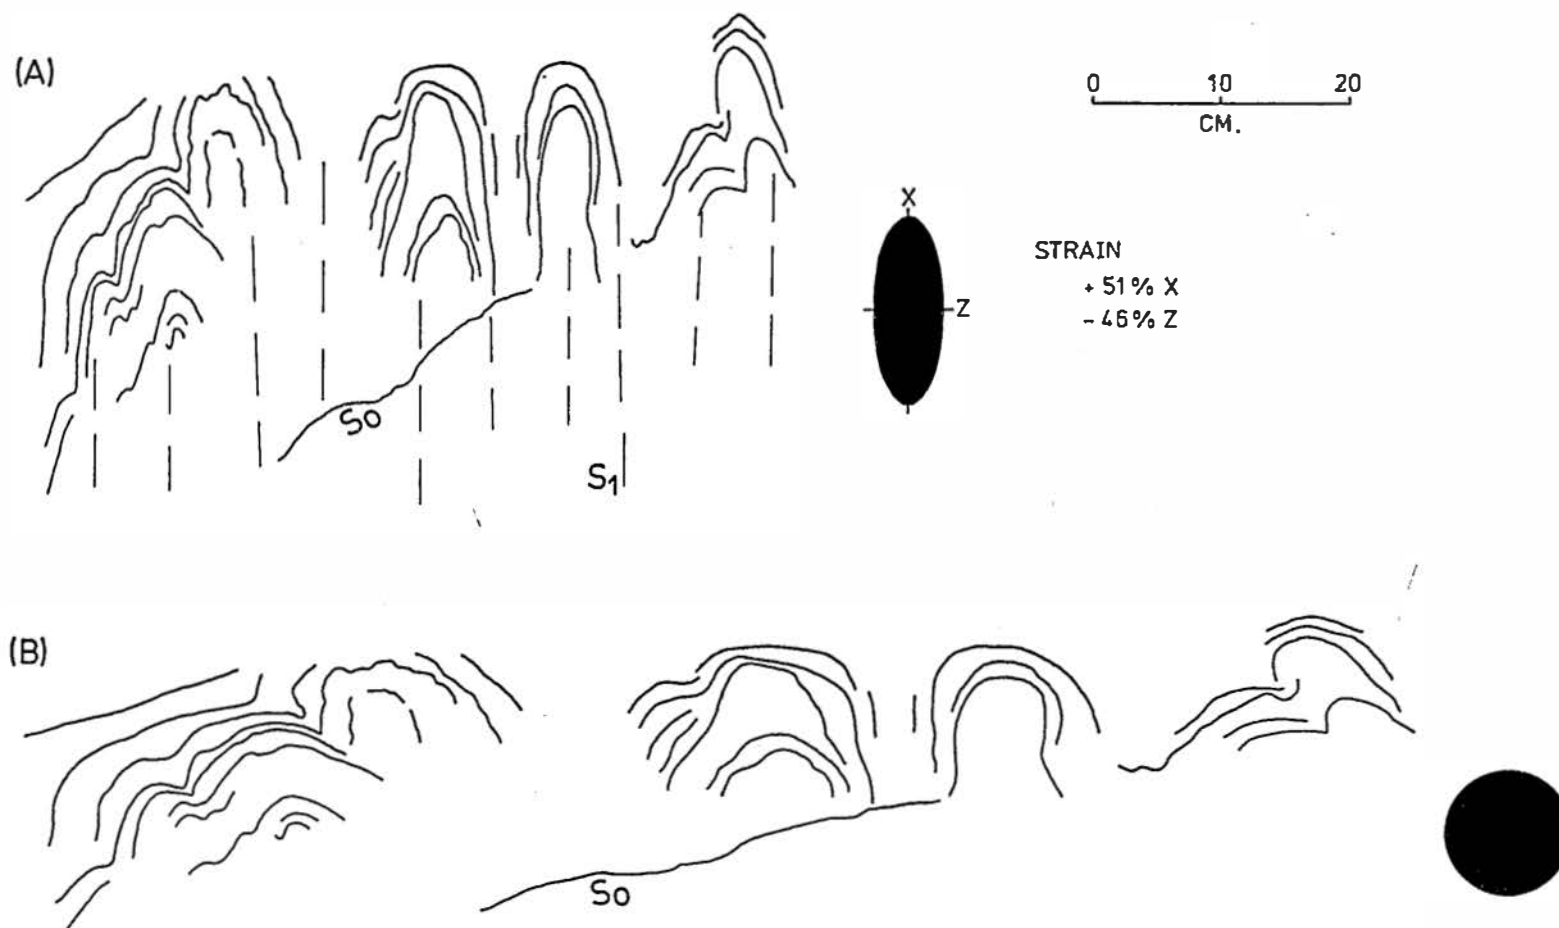 (A)
0 10 20
CM.
X
Z
STRAIN
+ 51% X
- 46% Z
So
S1
(B)
So